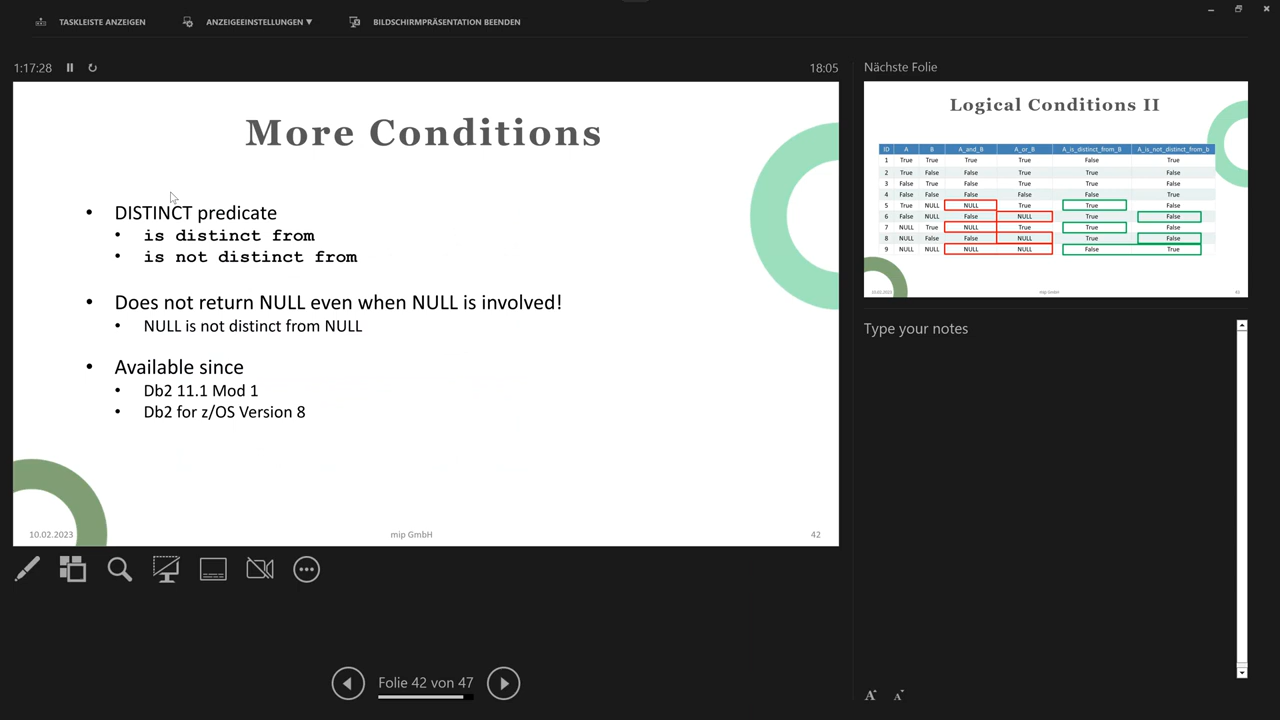 TASKLEISTE ANZEIGEN ANZEIGEEINSTELLUNGEN ▼ BILDSCHIRMPRÄSENTATION BEENDEN
1:17:28 18:05
More Conditions
• DISTINCT predicate
• is distinct from
• is not distinct from
• Does not return NULL even when NULL is involved!
• NULL is not distinct from NULL
• Available since
• Db2 11.1 Mod 1
• Db2 for z/OS Version 8
10.02.2023 mip GmbH 42
Folie 42 von 47
Nächste Folie
Logical Conditions II
ID A B A_and_B A_or_B A_is_distinct_from_B A_is_not_distinct_from_b
1 True True True True False True
2 True False False True True False
3 False True False True True False
4 False False False False False True
5 True NULL NULL True True False
6 False NULL False NULL True False
7 NULL True NULL True True False
8 NULL False False NULL True False
9 NULL NULL NULL NULL False True
10.02.2023 mip GmbH 43
Type your notes
A A